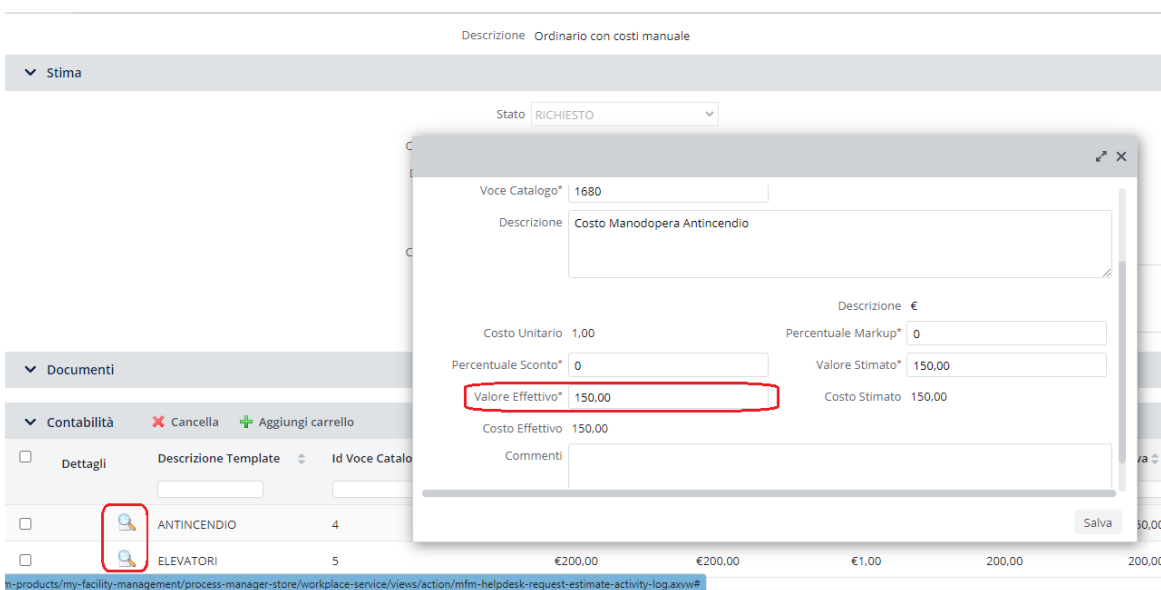 Descrizione Ordinario con costi manuale
Stima
Stato RICHIESTO
Voce Catalogo* 1680
Descrizione Costo Manodopera Antincendio
Descrizione €
Costo Unitario 1,00 Percentuale Markup* 0
Percentuale Sconto* 0 Valore Stimato* 150,00
Valore Effettivo* 150,00 Costo Stimato 150,00
Costo Effettivo 150,00
Commenti
Salva
Documenti
Contabilità Cancella Aggiungi carrello
Dettagli Descrizione Template Id Voce Catalo
ANTINCENDIO 4
ELEVATORI 5 €200,00 €200,00 €1,00 200,00 200,00
m-products/my-facility-management/process-manager-store/workplace-service/views/action/mfm-helpdesk-request-estimate-activity-log.axvw#